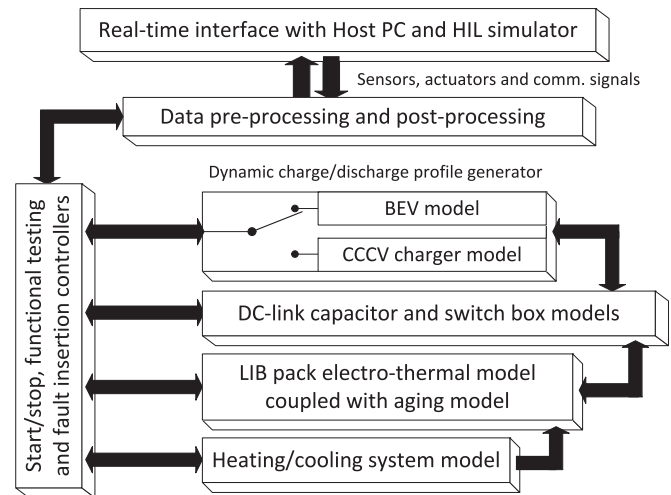 Real-time interface with Host PC and HIL simulator
Sensors, actuators and comm. signals
Data pre-processing and post-processing
Dynamic charge/discharge profile generator
Start/stop, functional testing
and fault insertion controllers
BEV model
CCCV charger model
DC-link capacitor and switch box models
LIB pack electro-thermal model
coupled with aging model
Heating/cooling system model